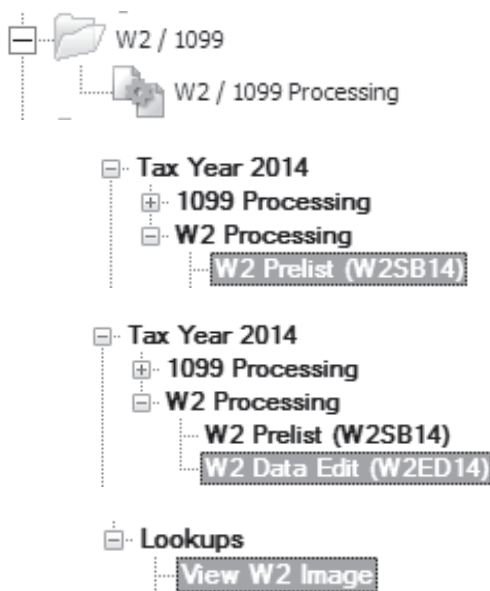 W2 / 1099
W2 / 1099 Processing
Tax Year 2014
1099 Processing
W2 Processing
W2 Prelist (W2SB14)
Tax Year 2014
1099 Processing
W2 Processing
W2 Prelist (W2SB14)
W2 Data Edit (W2ED14)
Lookups
View W2 Image